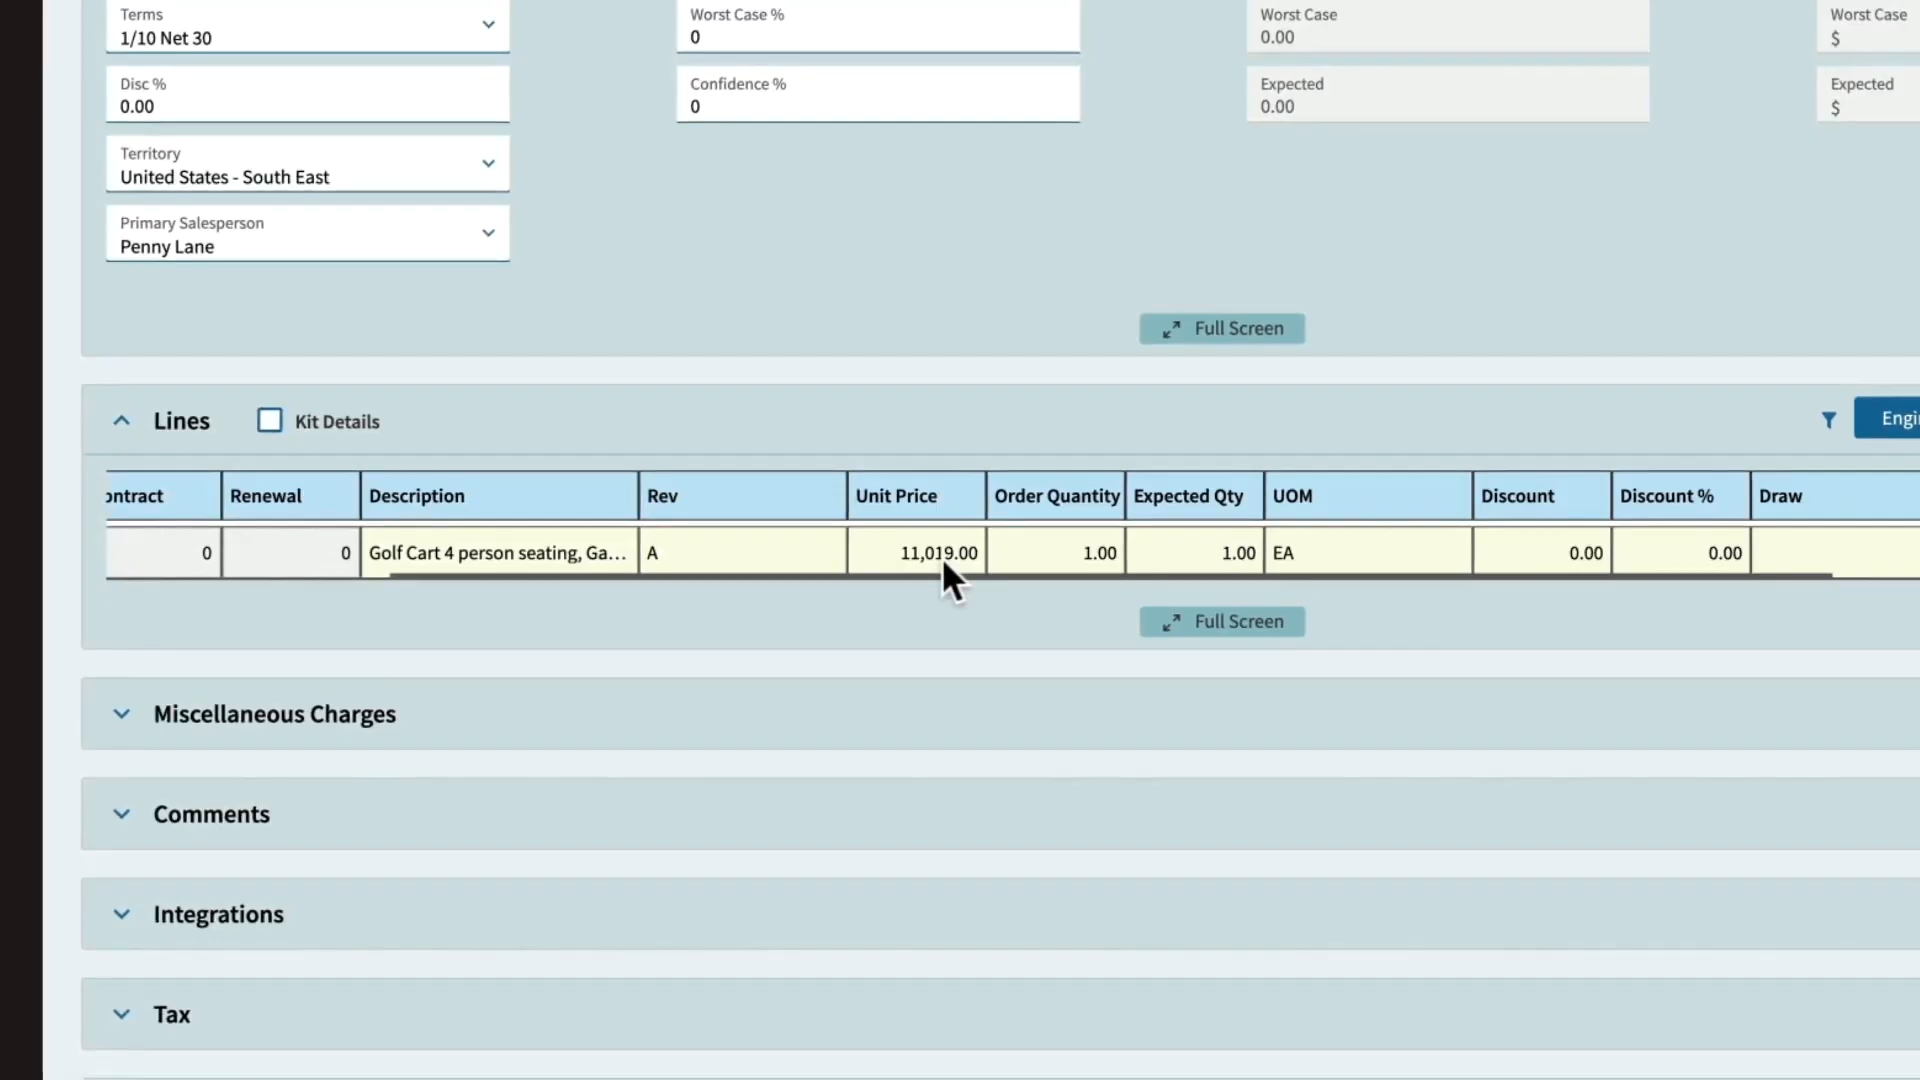 Terms
1/10 Net 30
Worst Case %
0
Worst Case
0.00
Worst Case
$
Disc %
0.00
Confidence %
0
Expected
0.00
Expected
$
Territory
United States - South East
Primary Salesperson
Penny Lane
Full Screen
Lines
Kit Details
Engi
ontract Renewal Description Rev Unit Price Order Quantity Expected Qty UOM Discount Discount % Draw
0 0 Golf Cart 4 person seating, Ga... A 11,019.00 1.00 1.00 EA 0.00 0.00
Full Screen
Miscellaneous Charges
Comments
Integrations
Tax